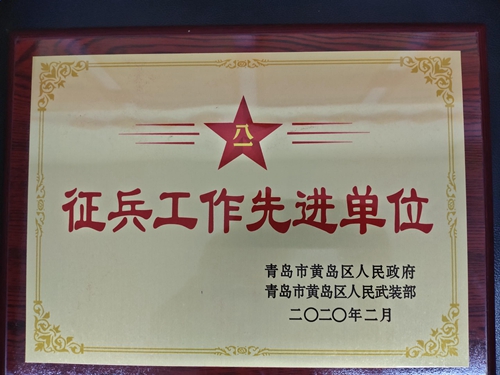 八一
征兵工作先进单位
青岛市黄岛区人民政府
青岛市黄岛区人民武装部
二〇二〇年二月